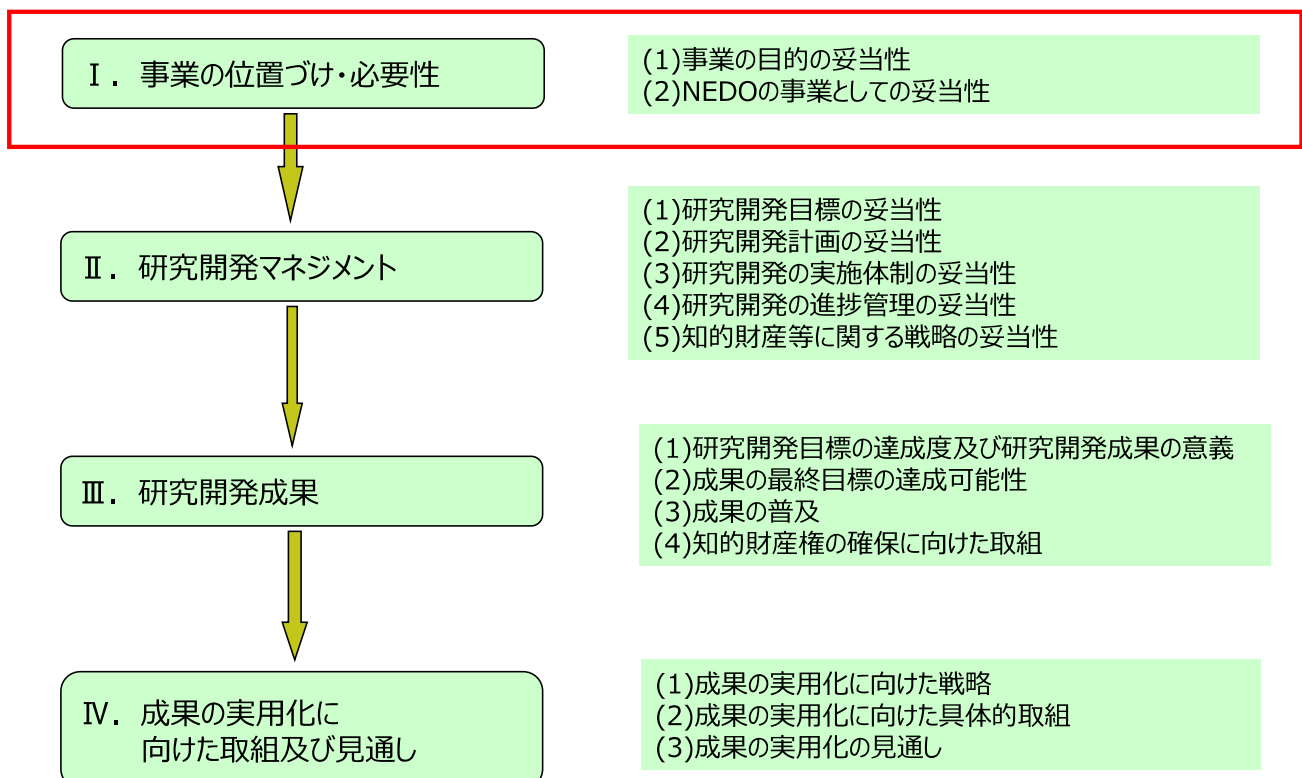 Ⅰ. 事業の位置づけ・必要性
(1)事業の目的の妥当性
(2)NEDOの事業としての妥当性
Ⅱ. 研究開発マネジメント
(1)研究開発目標の妥当性
(2)研究開発計画の妥当性
(3)研究開発の実施体制の妥当性
(4)研究開発の進捗管理の妥当性
(5)知的財産等に関する戦略の妥当性
Ⅲ. 研究開発成果
(1)研究開発目標の達成度及び研究開発成果の意義
(2)成果の最終目標の達成可能性
(3)成果の普及
(4)知的財産権の確保に向けた取組
Ⅳ. 成果の実用化に
向けた取組及び見通し
(1)成果の実用化に向けた戦略
(2)成果の実用化に向けた具体的取組
(3)成果の実用化の見通し